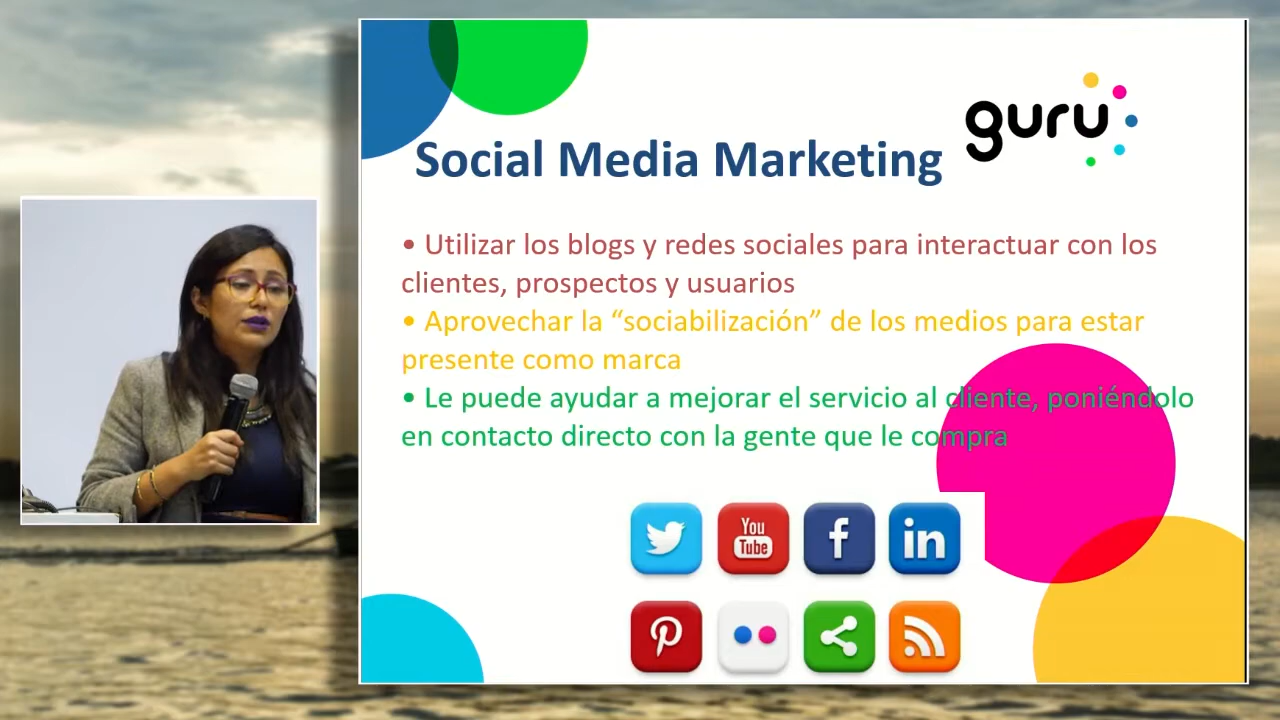 guru
Social Media Marketing
• Utilizar los blogs y redes sociales para interactuar con los
clientes, prospectos y usuarios
• Aprovechar la “sociabilización” de los medios para estar
presente como marca
• Le puede ayudar a mejorar el servicio al cliente, poniéndolo
en contacto directo con la gente que le compra
You
Tube
f
in